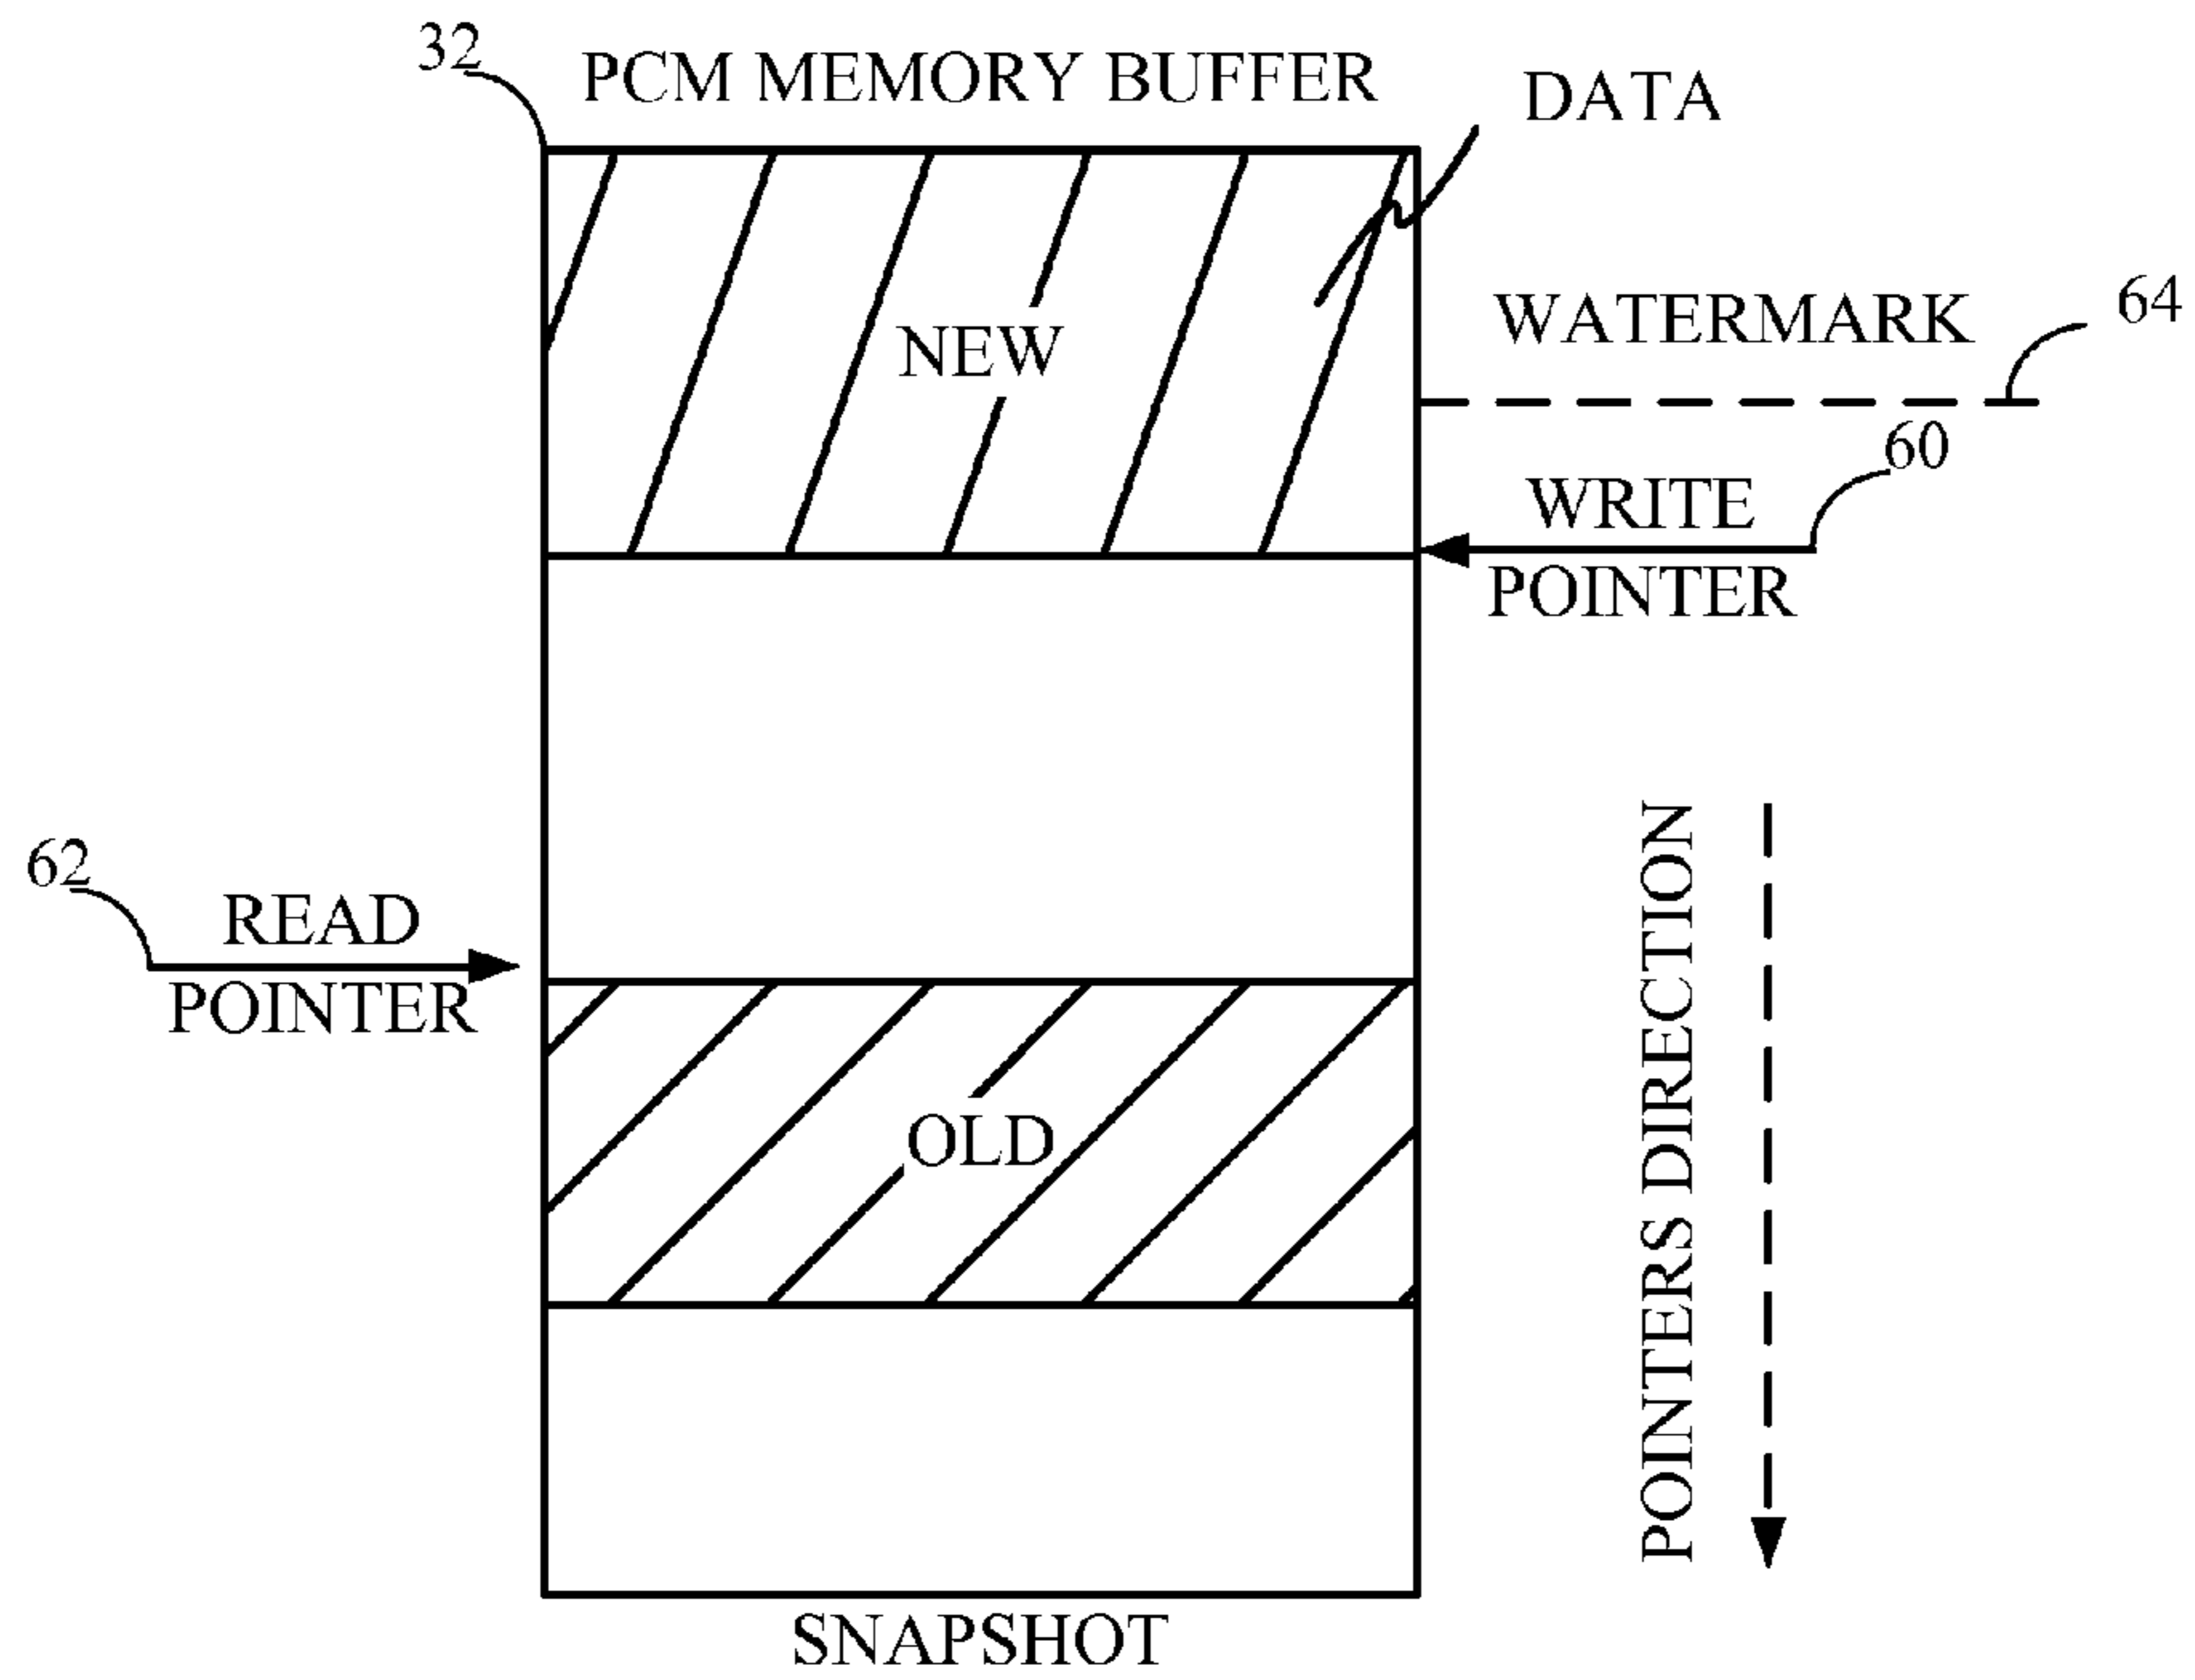 32
PCM MEMORY BUFFER
DATA
NEW
WATERMARK
64
60
WRITE
POINTER
62
READ
POINTER
OLD
POINTERS DIRECTION
SNAPSHOT